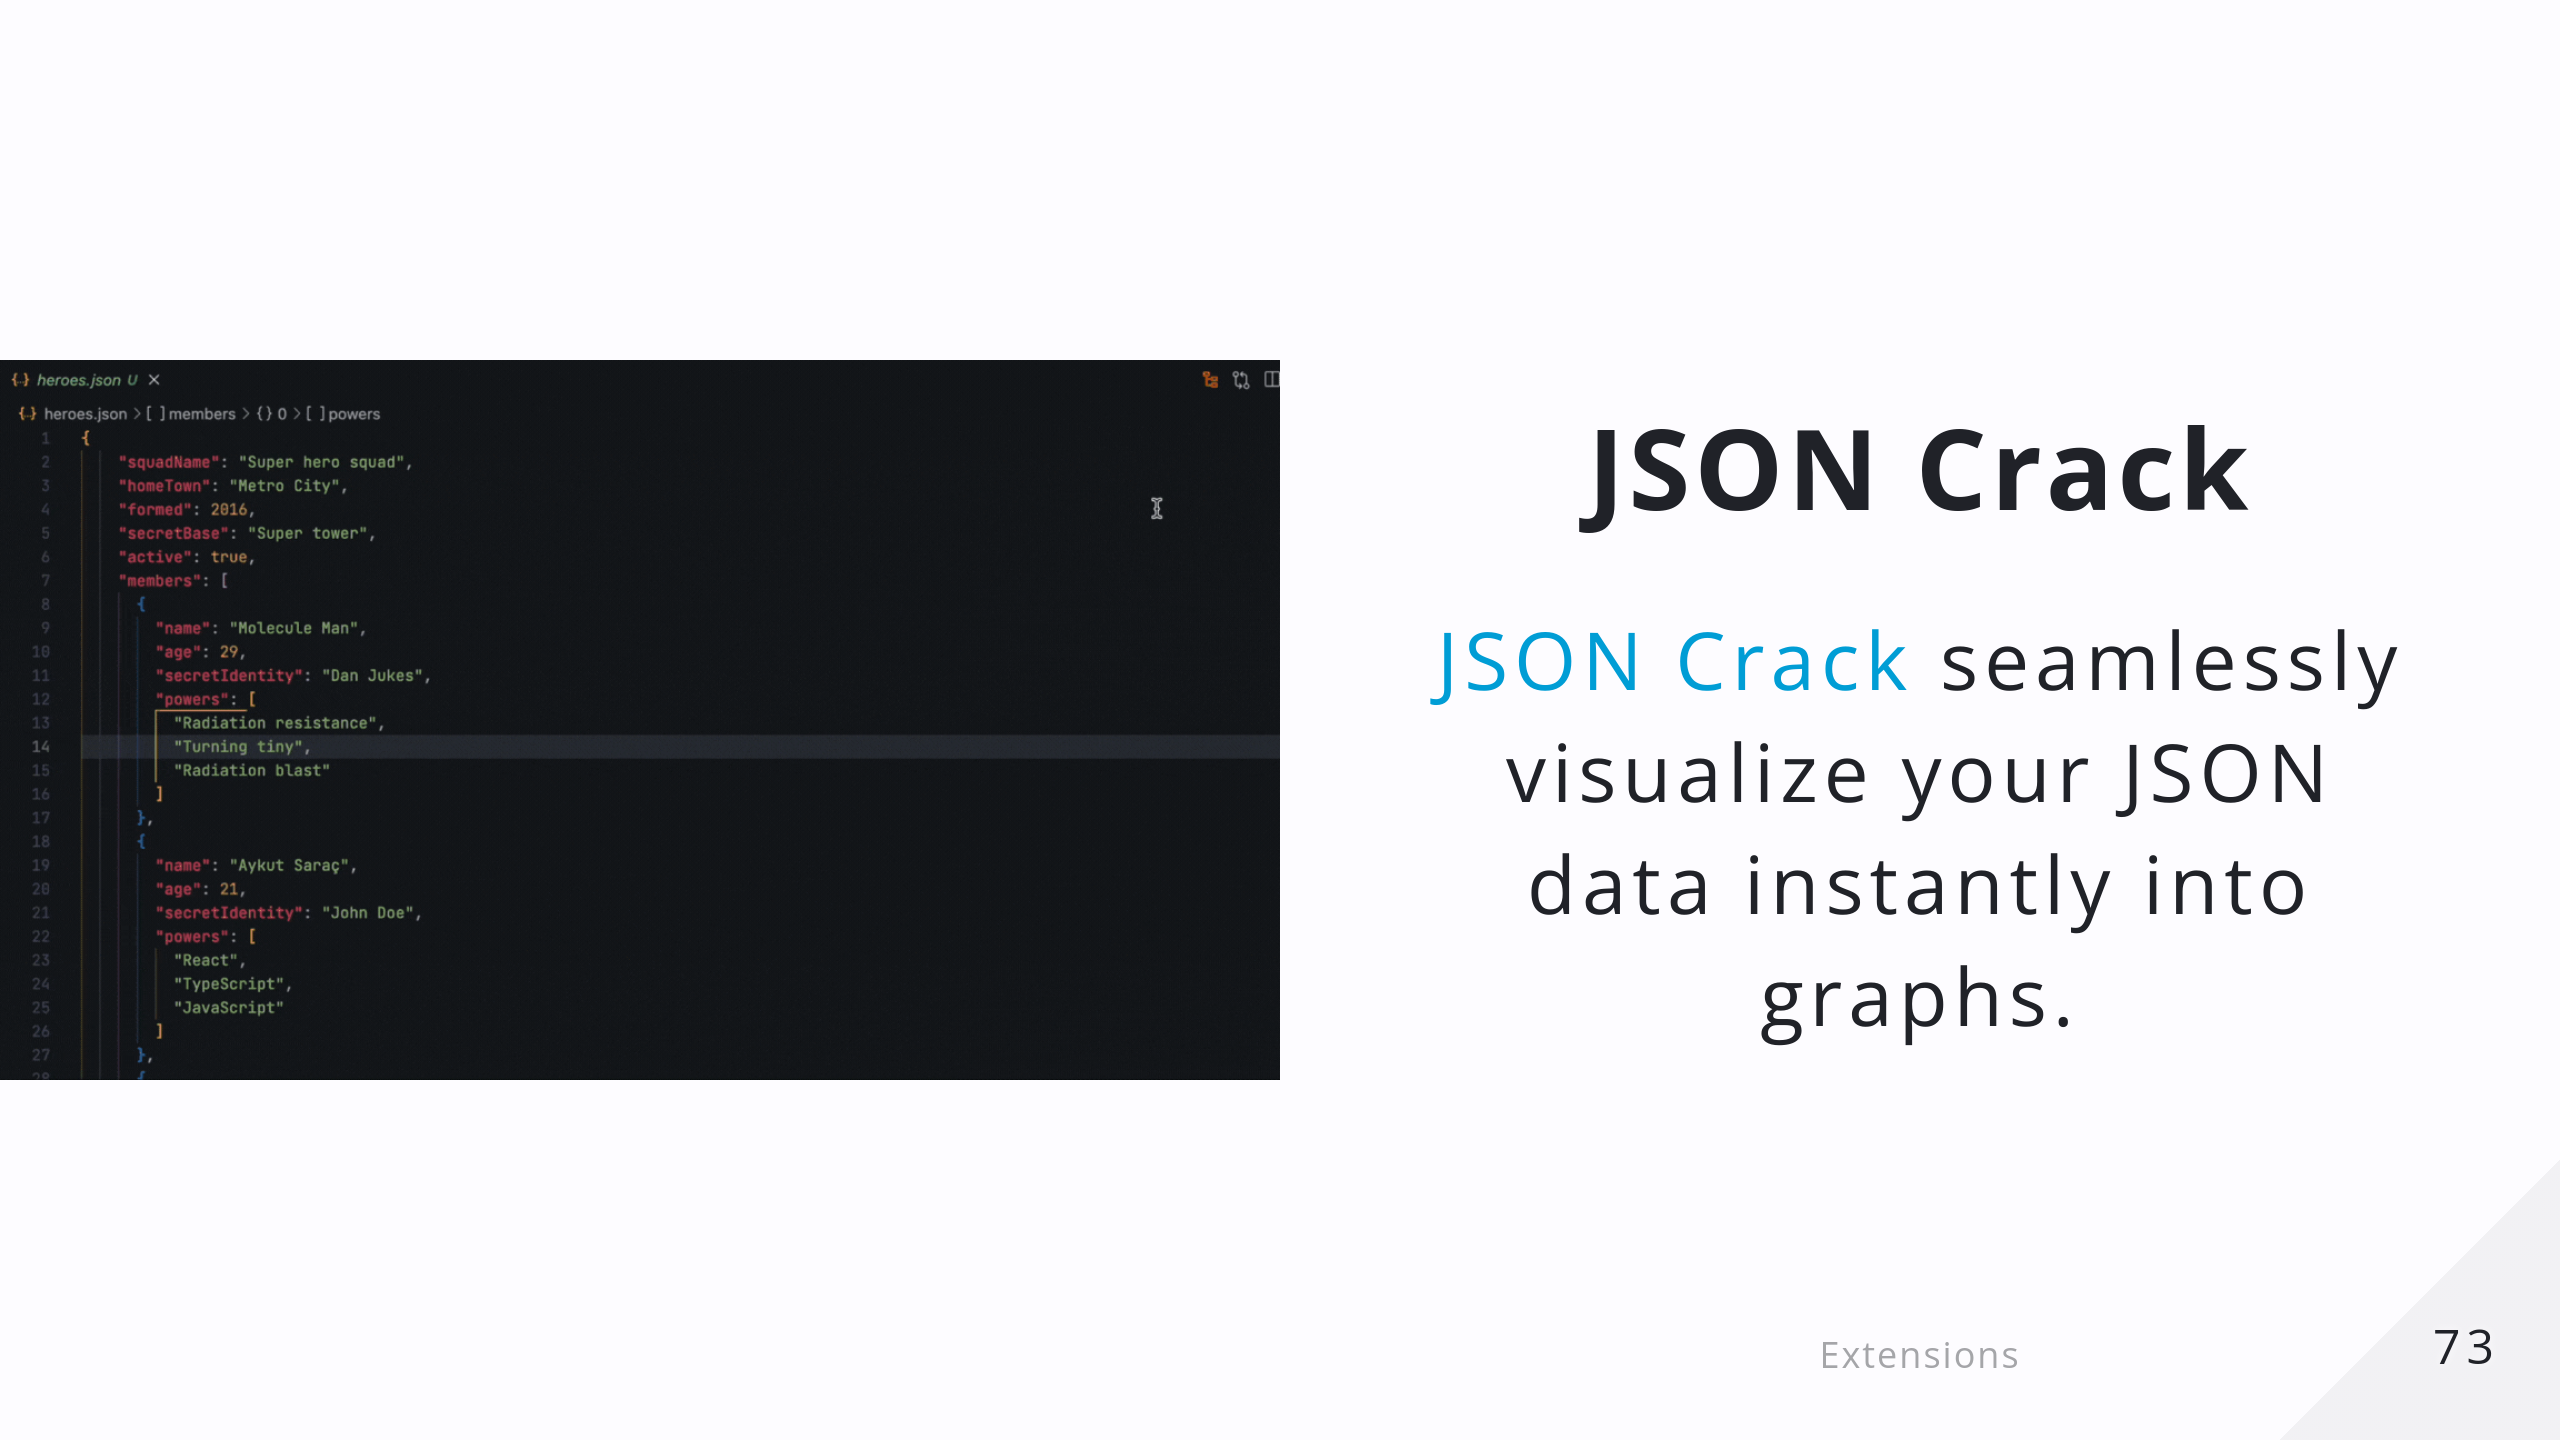 heroes.json U
heroes.json > [ ] members > {} 0 > [ ] powers
1 {
2 "squadName": "Super hero squad",
3 "homeTown": "Metro City",
4 "formed": 2016,
5 "secretBase": "Super tower",
6 "active": true,
7 "members": [
8 {
9 "name": "Molecule Man",
10 "age": 29,
11 "secretIdentity": "Dan Jukes",
12 "powers": [
13 "Radiation resistance",
14 "Turning tiny",
15 "Radiation blast"
16 ]
17 },
18 {
19 "name": "Aykut Saraç",
20 "age": 21,
21 "secretIdentity": "John Doe",
22 "powers": [
23 "React",
24 "TypeScript",
25 "JavaScript"
26 ]
27 },
28 {
JSON Crack
JSON Crack seamlessly
visualize your JSON
data instantly into
graphs.
Extensions
73